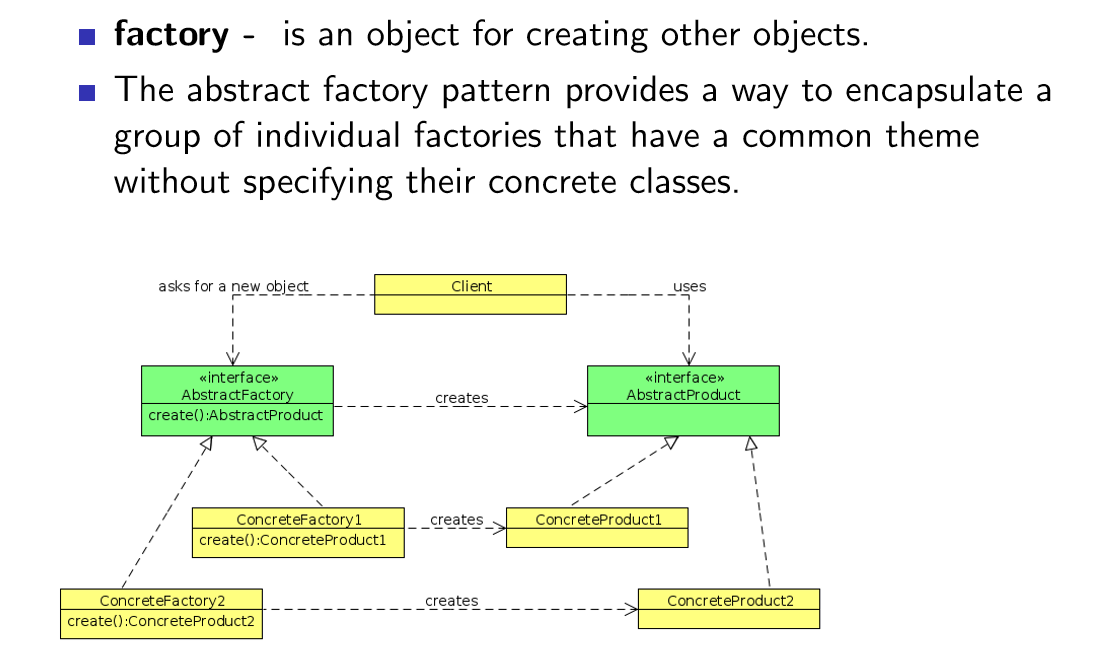 factory - is an object for creating other objects.
The abstract factory pattern provides a way to encapsulate a
group of individual factories that have a common theme
without specifying their concrete classes.
asks for a new object
Client
uses
«interface»
AbstractFactory
create():AbstractProduct
creates
«interface»
AbstractProduct
ConcreteFactory1
create():ConcreteProduct1
creates
ConcreteProduct1
ConcreteFactory2
create():ConcreteProduct2
creates
ConcreteProduct2